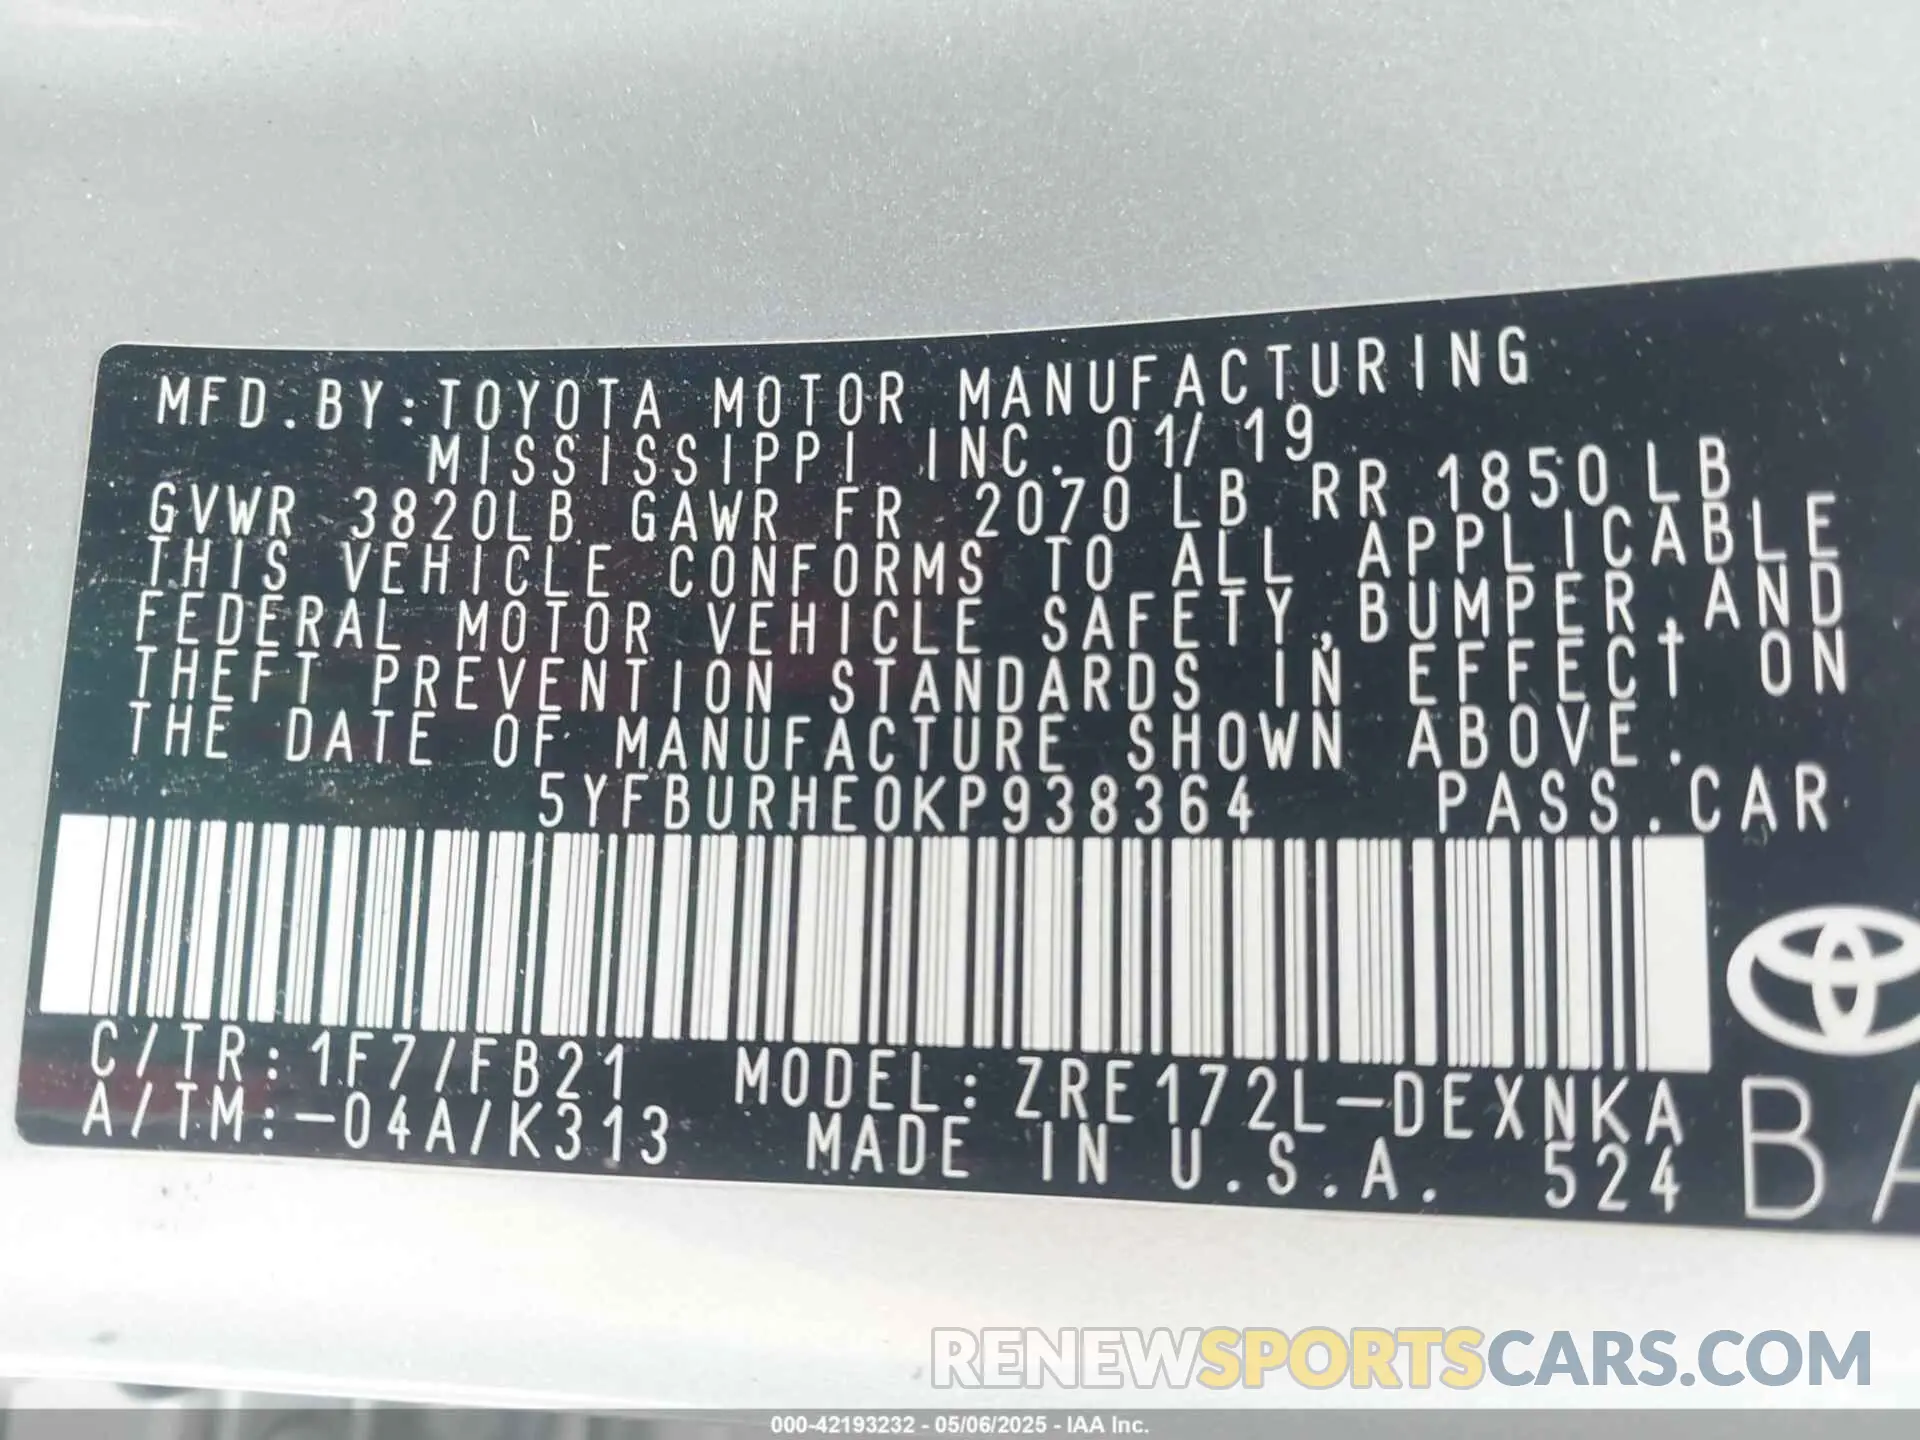 MFD.BY:TOYOTA MOTOR MANUFACTURING
MISSISSIPPI INC. 01/19
GVWR 3820LB GAWR FR 2070 LB RR 1850LB
THIS VEHICLE CONFORMS TO ALL APPLICABLE
FEDERAL MOTOR VEHICLE SAFETY,BUMPER,AND
THEFT PREVENTION STANDARDS IN EFFECT ON
THE DATE OF MANUFACTURE SHOWN ABOVE.
5YFBURHE0KP938364 PASS.CAR
C/TR:1F7/FB21 MODEL:ZRE172L-DEXNKA
A/TM:-04A/K313 MADE IN U.S.A. 524
BA
RENEWSPORTSCARS.COM
000-42193232 - 05/06/2025 - IAA Inc.